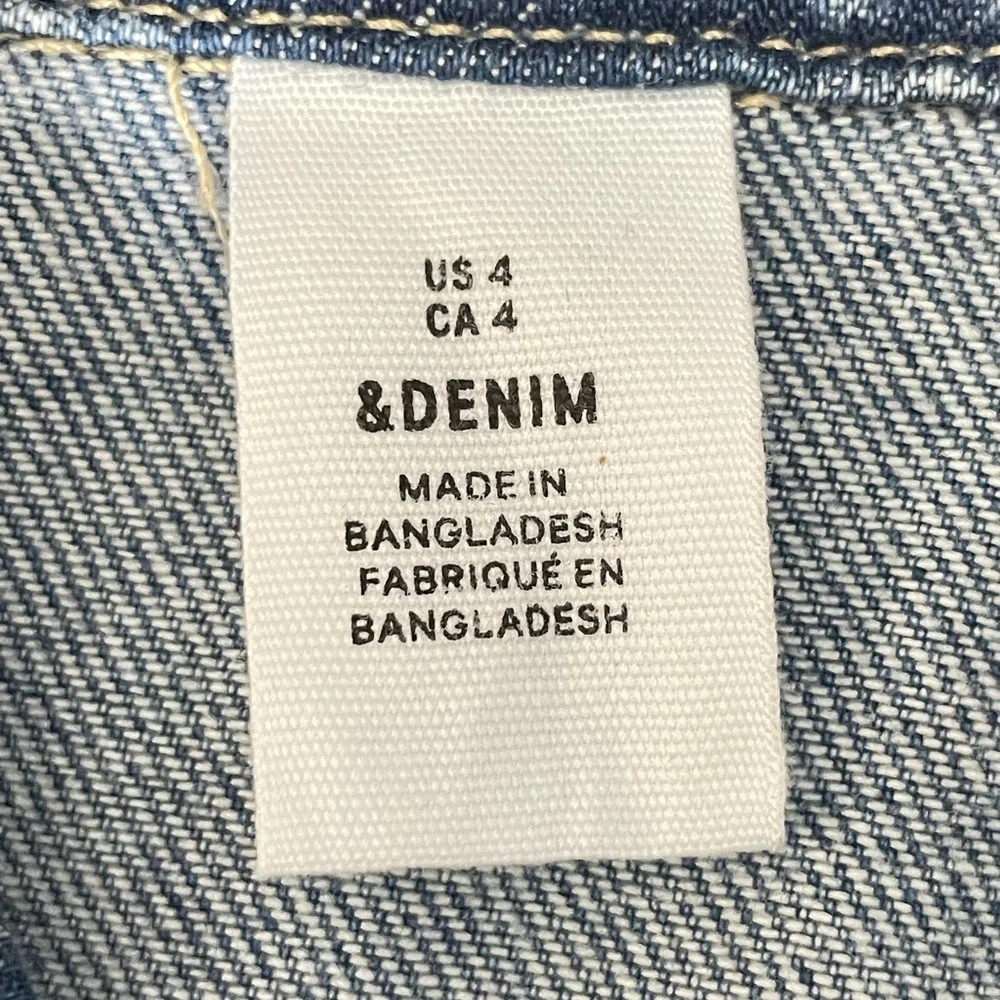 US 4
CA 4
&DENIM
MADE IN
BANGLADESH
FABRIQUÉ EN
BANGLADESH